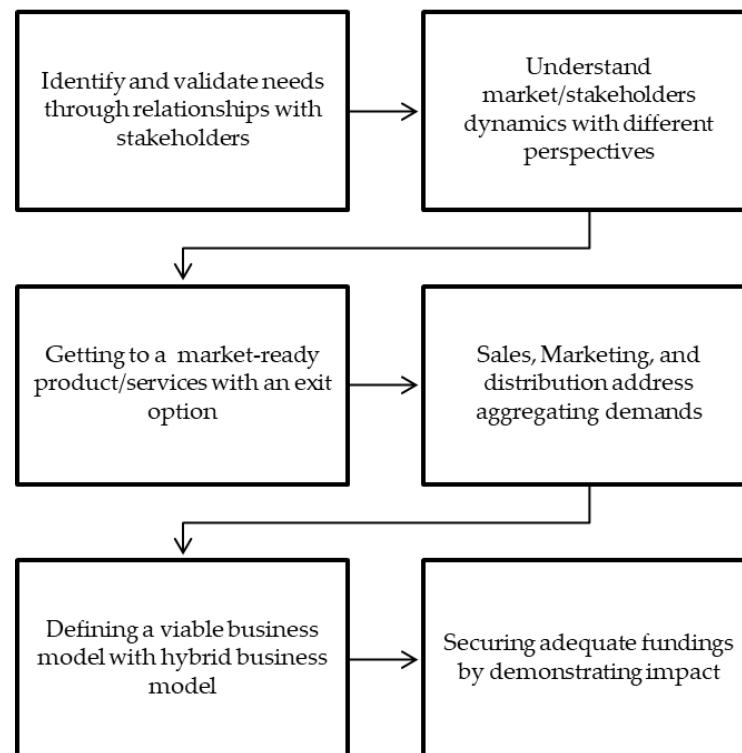 Identify and validate needs
through relationships with
stakeholders
Understand
market/stakeholders
dynamics with different
perspectives
Getting to a market-ready
product/services with an exit
option
Sales, Marketing, and
distribution address
aggregating demands
Defining a viable business
model with hybrid business
model
Securing adequate fundings
by demonstrating impact